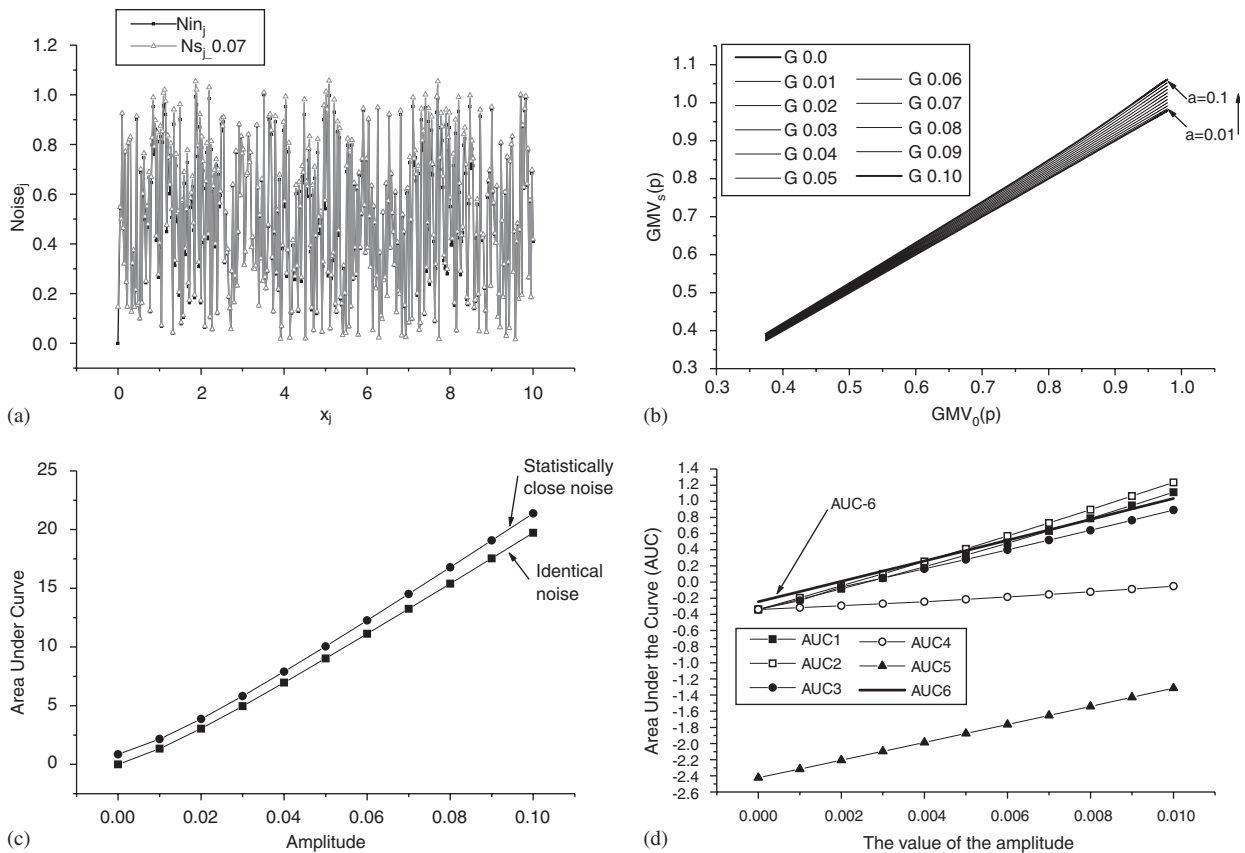 Nin_j
Ns_j_0.07
1.2
1.0
0.8
0.6
0.4
0.2
0.0
Noise_j
0 2 4 6 8 10
x_j
(a)
G 0.0
G 0.01
G 0.02
G 0.03
G 0.04
G 0.05
G 0.06
G 0.07
G 0.08
G 0.09
G 0.10
a=0.1
a=0.01
1.1
1.0
0.9
0.8
0.7
0.6
0.5
0.4
0.3
GMV_s(p)
0.3 0.4 0.5 0.6 0.7 0.8 0.9 1.0
GMV_0(p)
(b)
25
20
15
10
5
0
Area Under Curve
Statistically
close noise
Identical
noise
0.00 0.02 0.04 0.06 0.08 0.10
Amplitude
(c)
1.4
1.2
1.0
0.8
0.6
0.4
0.2
0.0
-0.2
-0.4
-0.6
-0.8
-1.0
-1.2
-1.4
-1.6
-1.8
-2.0
-2.2
-2.4
-2.6
Area Under the Curve (AUC)
AUC-6
AUC1
AUC2
AUC3
AUC4
AUC5
AUC6
0.000 0.002 0.004 0.006 0.008 0.010
The value of the amplitude
(d)